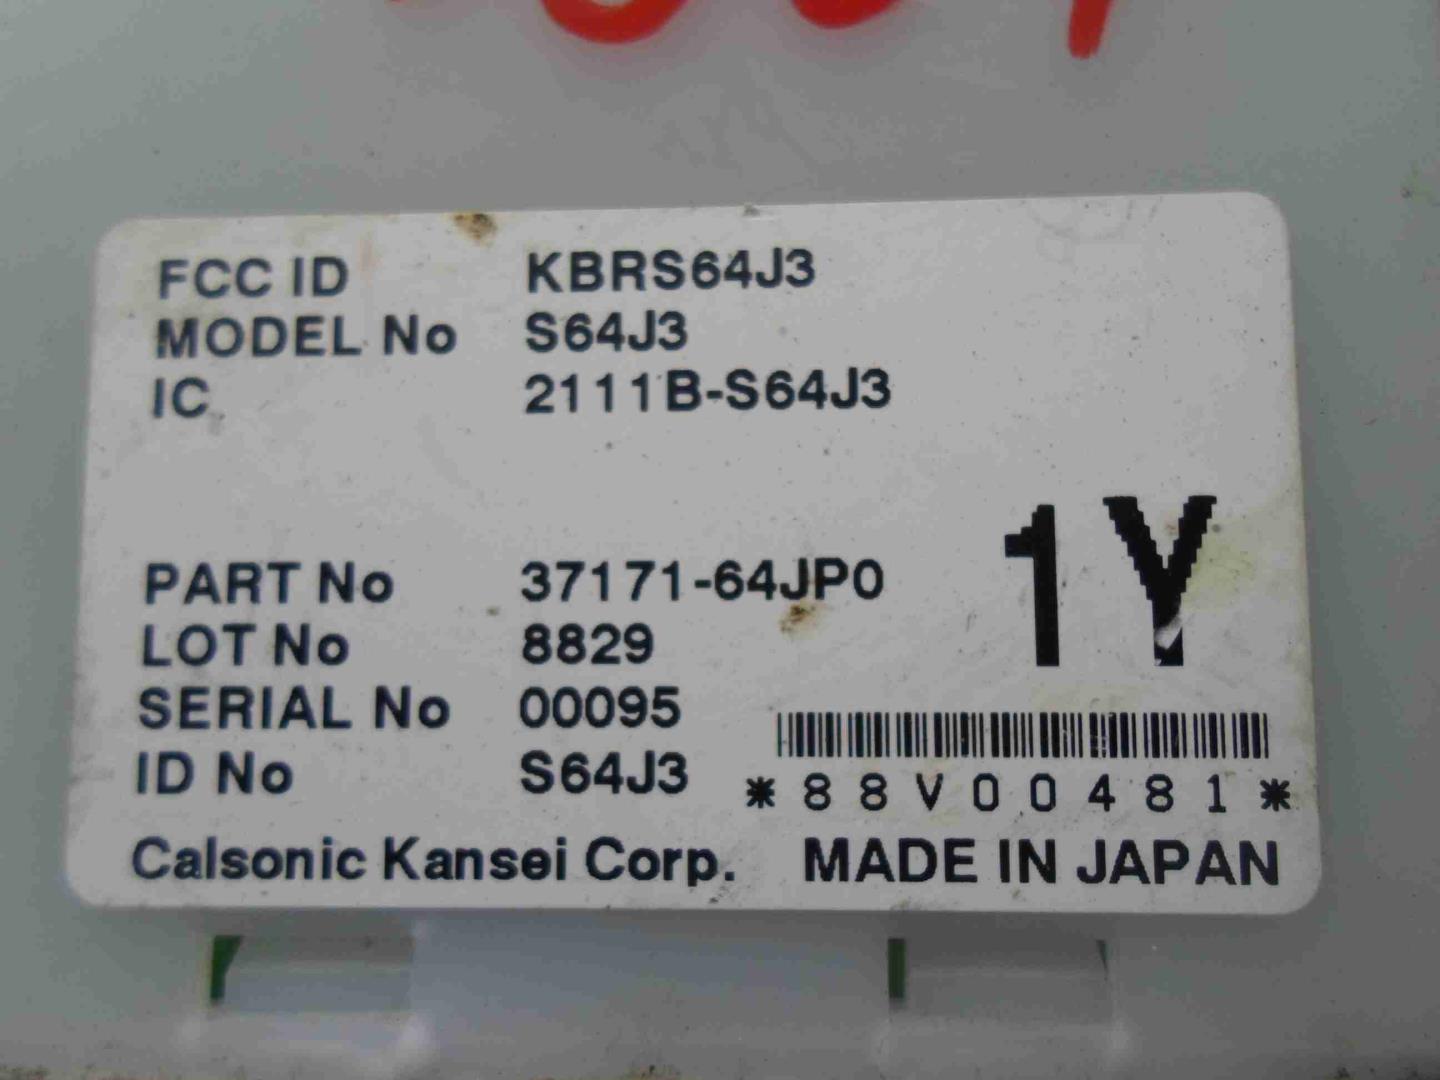 FCC ID KBRS64J3
MODEL No S64J3
IC 2111B-S64J3
1Y
PART No 37171-64JP0
LOT No 8829
SERIAL No 00095
ID No S64J3
*88V00481*
Calsonic Kansei Corp. MADE IN JAPAN